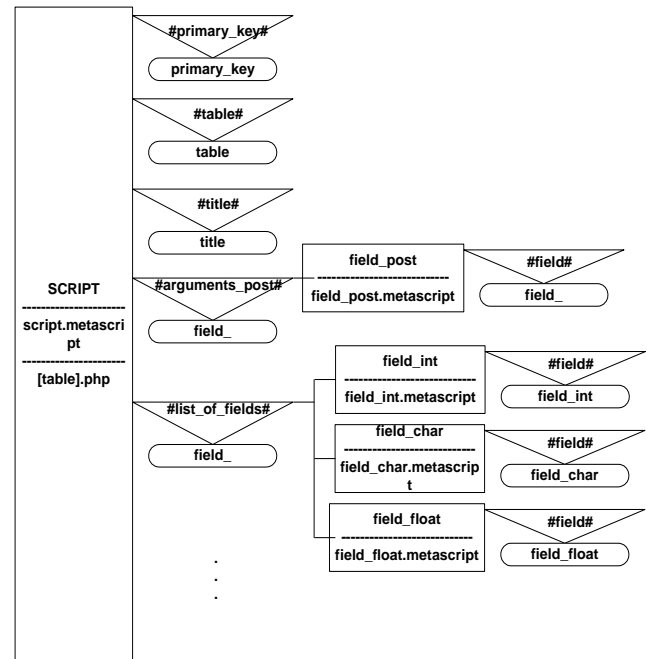 #primary_key#
primary_key
#table#
table
#title#
title
SCRIPT
------------------------
script.metascri
pt
------------------------
[table].php
#arguments_post#
field_
field_post
------------------------------
field_post.metascript
#field#
field_
#list_of_fields#
field_
field_int
------------------------------
field_int.metascript
#field#
field_int
field_char
------------------------------
field_char.metascrip
t
#field#
field_char
field_float
------------------------------
field_float.metascript
#field#
field_float
.
.
.